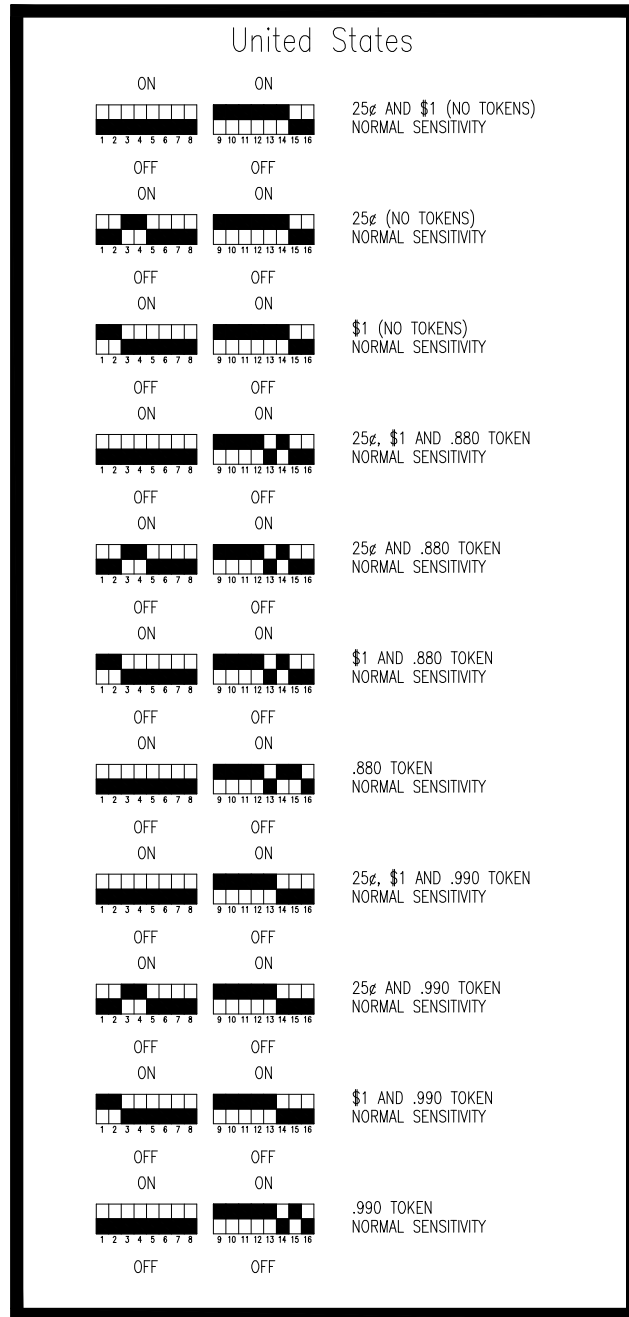 United States
ON ON
25¢ AND $1 (NO TOKENS)
NORMAL SENSITIVITY
1 2 3 4 5 6 7 8 9 10 11 12 13 14 15 16
OFF OFF
ON ON
25¢ (NO TOKENS)
NORMAL SENSITIVITY
1 2 3 4 5 6 7 8 9 10 11 12 13 14 15 16
OFF OFF
ON ON
$1 (NO TOKENS)
NORMAL SENSITIVITY
1 2 3 4 5 6 7 8 9 10 11 12 13 14 15 16
OFF OFF
ON ON
25¢, $1 AND .880 TOKEN
NORMAL SENSITIVITY
1 2 3 4 5 6 7 8 9 10 11 12 13 14 15 16
OFF OFF
ON ON
25¢ AND .880 TOKEN
NORMAL SENSITIVITY
1 2 3 4 5 6 7 8 9 10 11 12 13 14 15 16
OFF OFF
ON ON
$1 AND .880 TOKEN
NORMAL SENSITIVITY
1 2 3 4 5 6 7 8 9 10 11 12 13 14 15 16
OFF OFF
ON ON
.880 TOKEN
NORMAL SENSITIVITY
1 2 3 4 5 6 7 8 9 10 11 12 13 14 15 16
OFF OFF
ON ON
25¢, $1 AND .990 TOKEN
NORMAL SENSITIVITY
1 2 3 4 5 6 7 8 9 10 11 12 13 14 15 16
OFF OFF
ON ON
25¢ AND .990 TOKEN
NORMAL SENSITIVITY
1 2 3 4 5 6 7 8 9 10 11 12 13 14 15 16
OFF OFF
ON ON
$1 AND .990 TOKEN
NORMAL SENSITIVITY
1 2 3 4 5 6 7 8 9 10 11 12 13 14 15 16
OFF OFF
ON ON
.990 TOKEN
NORMAL SENSITIVITY
1 2 3 4 5 6 7 8 9 10 11 12 13 14 15 16
OFF OFF